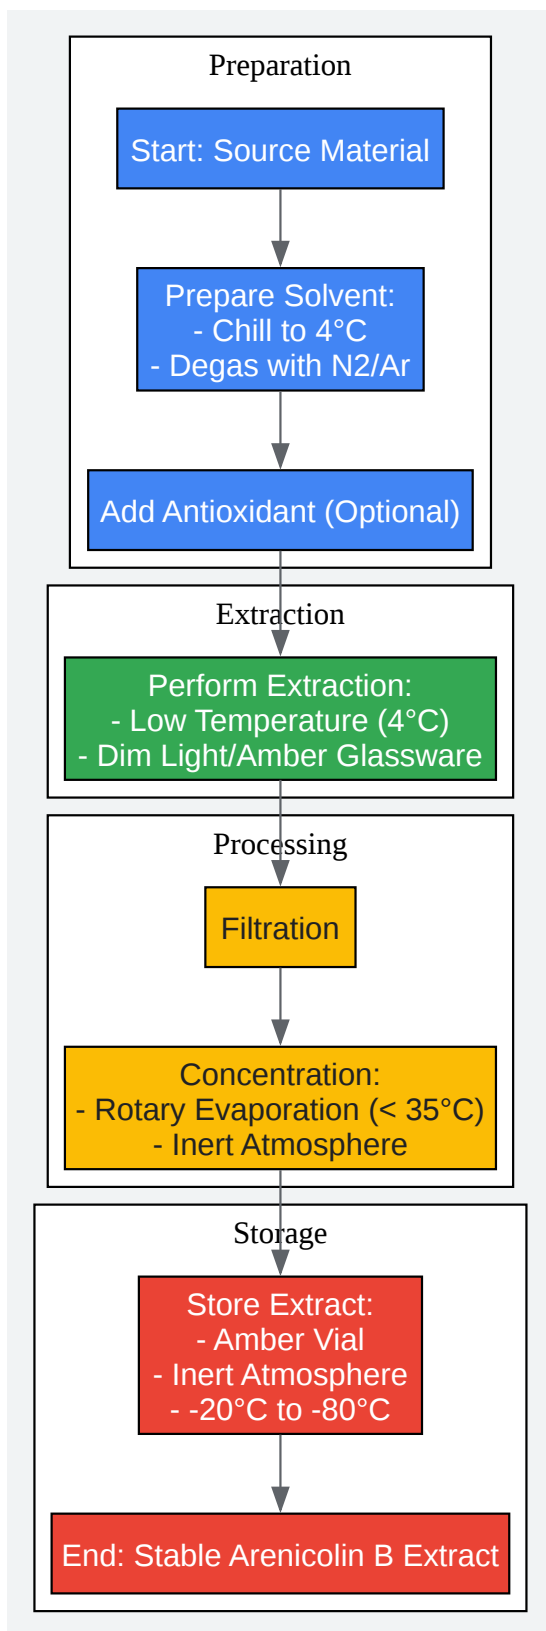 Preparation
Start: Source Material
Prepare Solvent:
- Chill to 4°C
- Degas with N2/Ar
Add Antioxidant (Optional)
Extraction
Perform Extraction:
- Low Temperature (4°C)
- Dim Light/Amber Glassware
Processing
Filtration
Concentration:
- Rotary Evaporation (< 35°C)
- Inert Atmosphere
Storage
Store Extract:
- Amber Vial
- Inert Atmosphere
- -20°C to -80°C
End: Stable Arenicolin B Extract